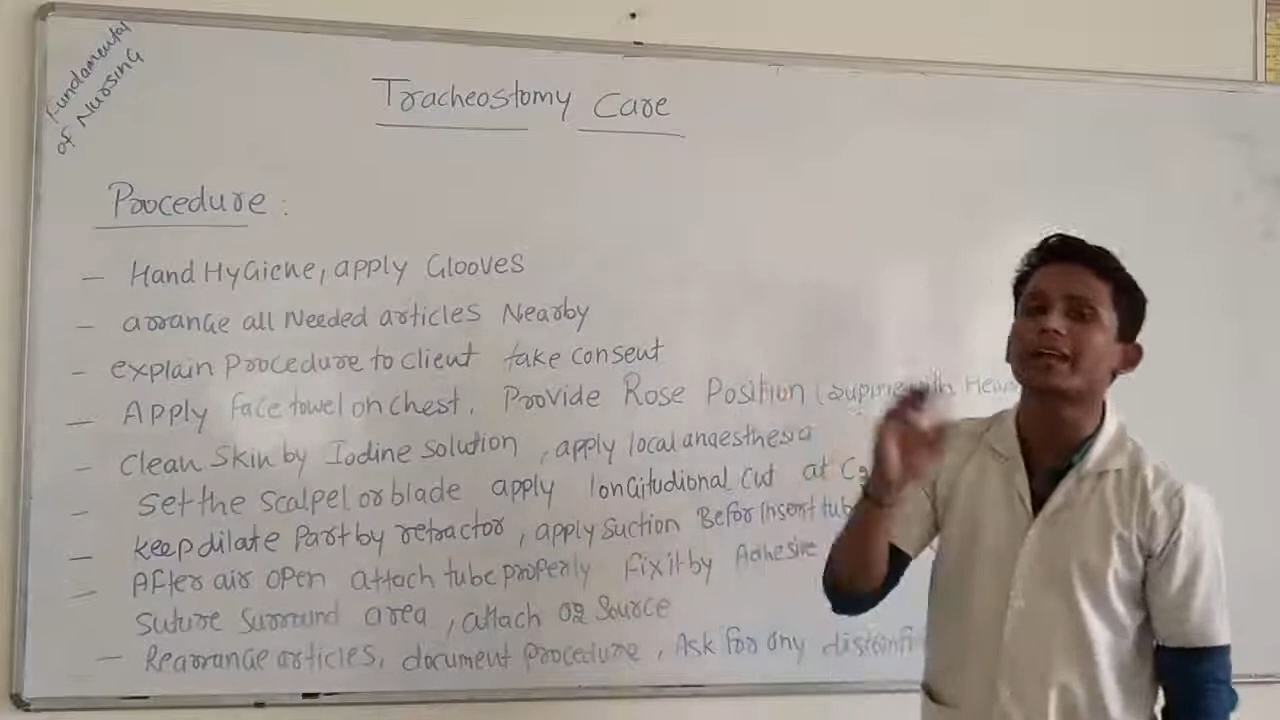 Fundamental
of Nursing
Tracheostomy Care
Procedure :
- Hand Hygiene, apply Glooves
- arrange all Needed articles Nearby
- explain Procedure to client take consent
- Apply face towel on chest. Provide Rose Position (supine with
- Clean Skin by Iodine solution, apply local anaesthesia
- Set the scalpel or blade apply longitudional cut at
- Keep dilate Part by retractor, apply suction Befor Insert
- After air open attach tube properly fix it by Adhesive
suture surround area, attach O2 source
- Rearrange articles, document procedure, Ask for any